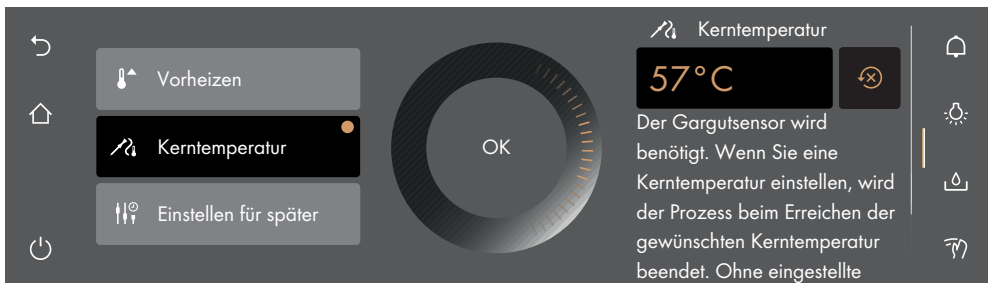 Vorheizen
Kerntemperatur
Einstellen für später
OK
Kerntemperatur
57°C
Der Gargutsensor wird
benötigt. Wenn Sie eine
Kerntemperatur einstellen, wird
der Prozess beim Erreichen der
gewünschten Kerntemperatur
beendet. Ohne eingestellte